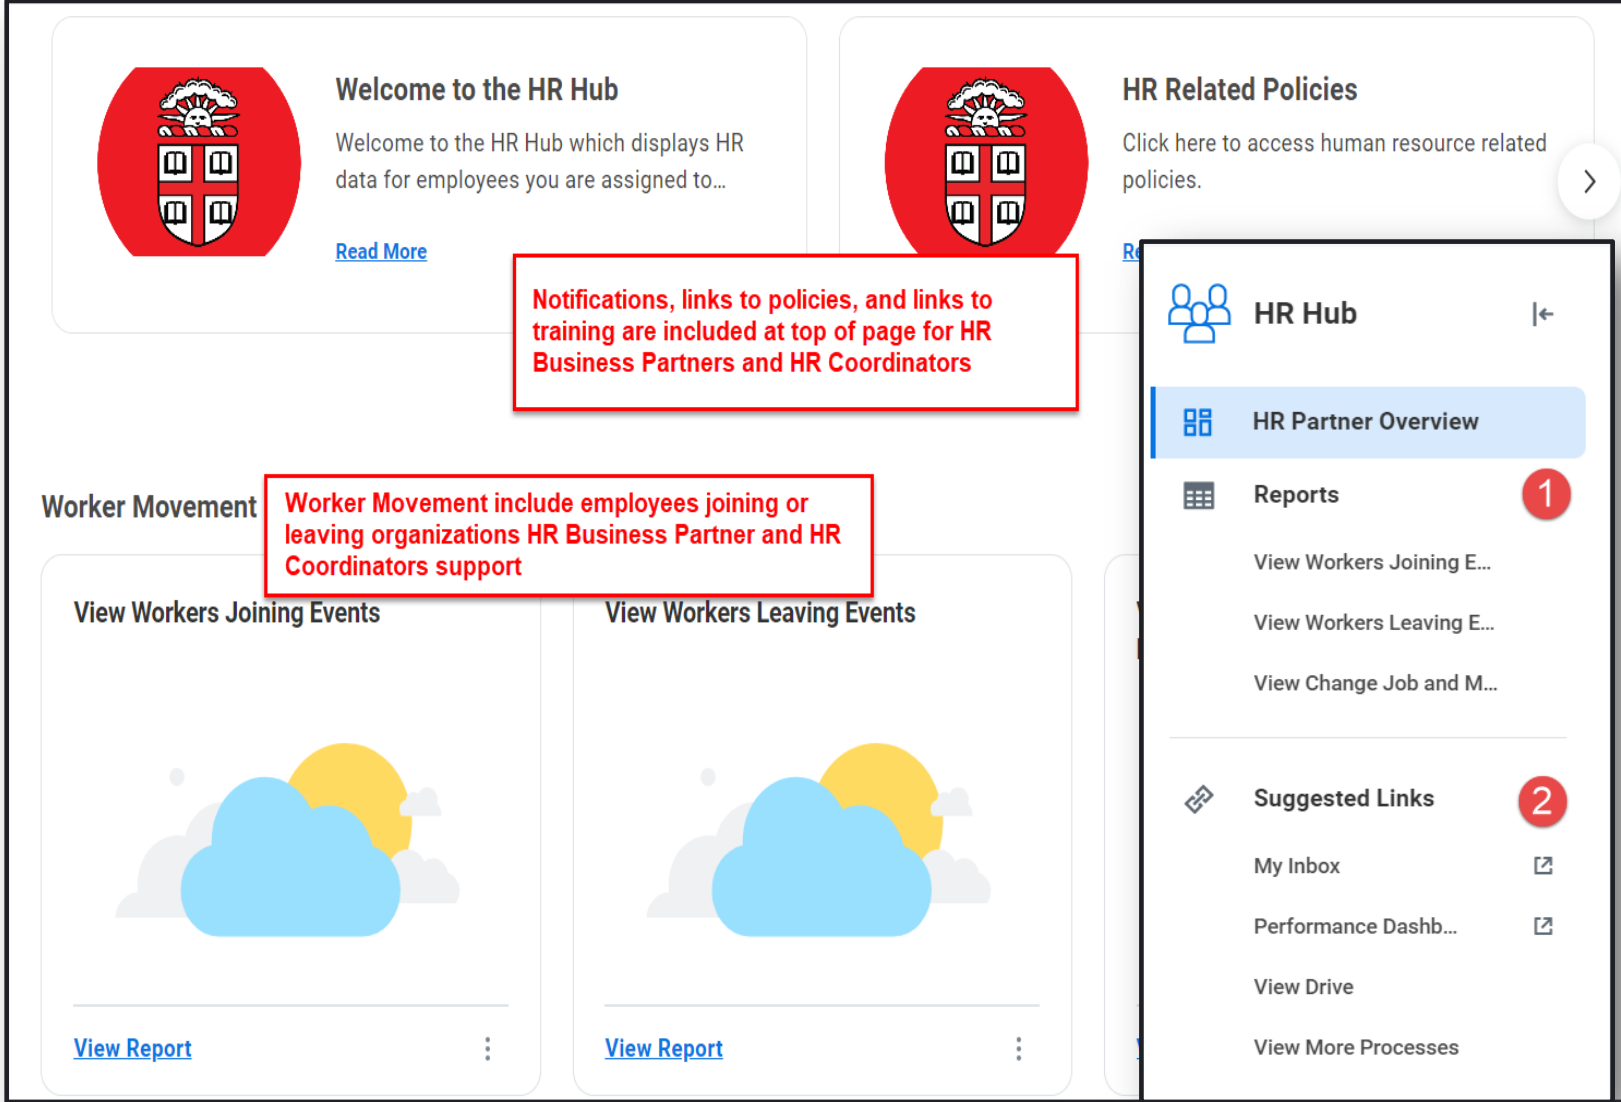 Welcome to the HR Hub
Welcome to the HR Hub which displays HR
data for employees you are assigned to...
Read More
HR Related Policies
Click here to access human resource related
policies.
Notifications, links to policies, and links to
training are included at top of page for HR
Business Partners and HR Coordinators
Worker Movement
Worker Movement include employees joining or
leaving organizations HR Business Partner and HR
Coordinators support
View Workers Joining Events
View Report
View Workers Leaving Events
View Report
HR Hub
HR Partner Overview
Reports
1
View Workers Joining E...
View Workers Leaving E...
View Change Job and M...
Suggested Links
2
My Inbox
Performance Dashb...
View Drive
View More Processes